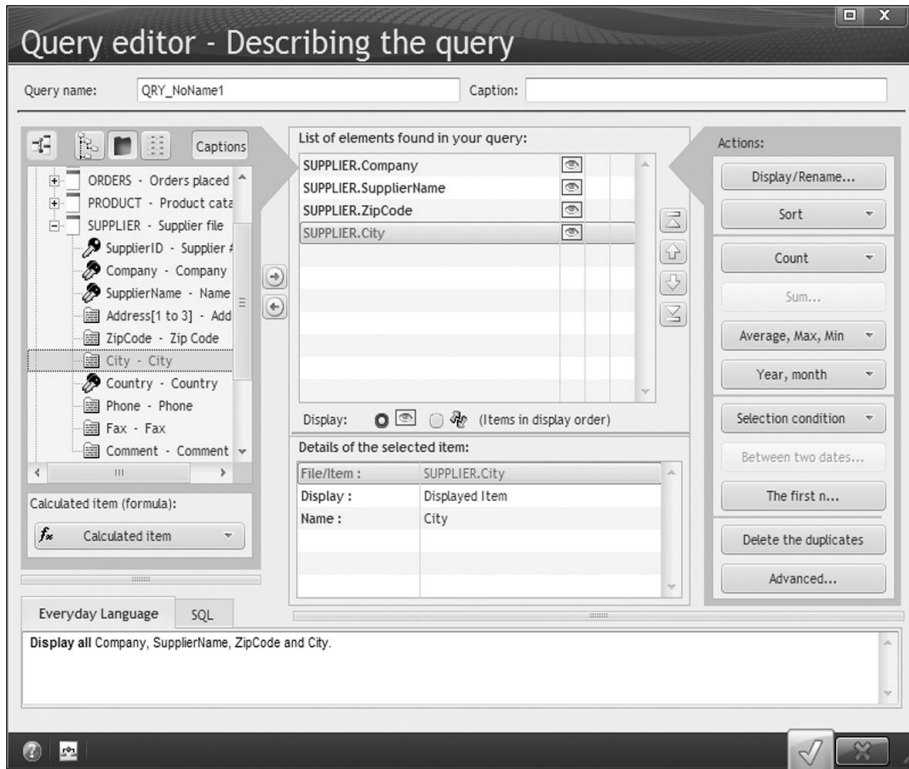 Query editor - Describing the query
Query name: QRY_NoName1 Caption:
Captions
ORDERS - Orders placed
PRODUCT - Product cata
SUPPLIER - Supplier file
SupplierID - Supplier #
Company - Company
SupplierName - Name
Address[1 to 3] - Add
ZipCode - Zip Code
City - City
Country - Country
Phone - Phone
Fax - Fax
Comment - Comment
Calculated item (formula):
fx Calculated item
List of elements found in your query:
SUPPLIER.Company
SUPPLIER.SupplierName
SUPPLIER.ZipCode
SUPPLIER.City
Display: (Items in display order)
Details of the selected item:
File/Item : SUPPLIER.City
Display : Displayed Item
Name : City
Actions:
Display/Rename...
Sort
Count
Sum...
Average, Max, Min
Year, month
Selection condition
Between two dates...
The first n...
Delete the duplicates
Advanced...
Everyday Language SQL
Display all Company, SupplierName, ZipCode and City.